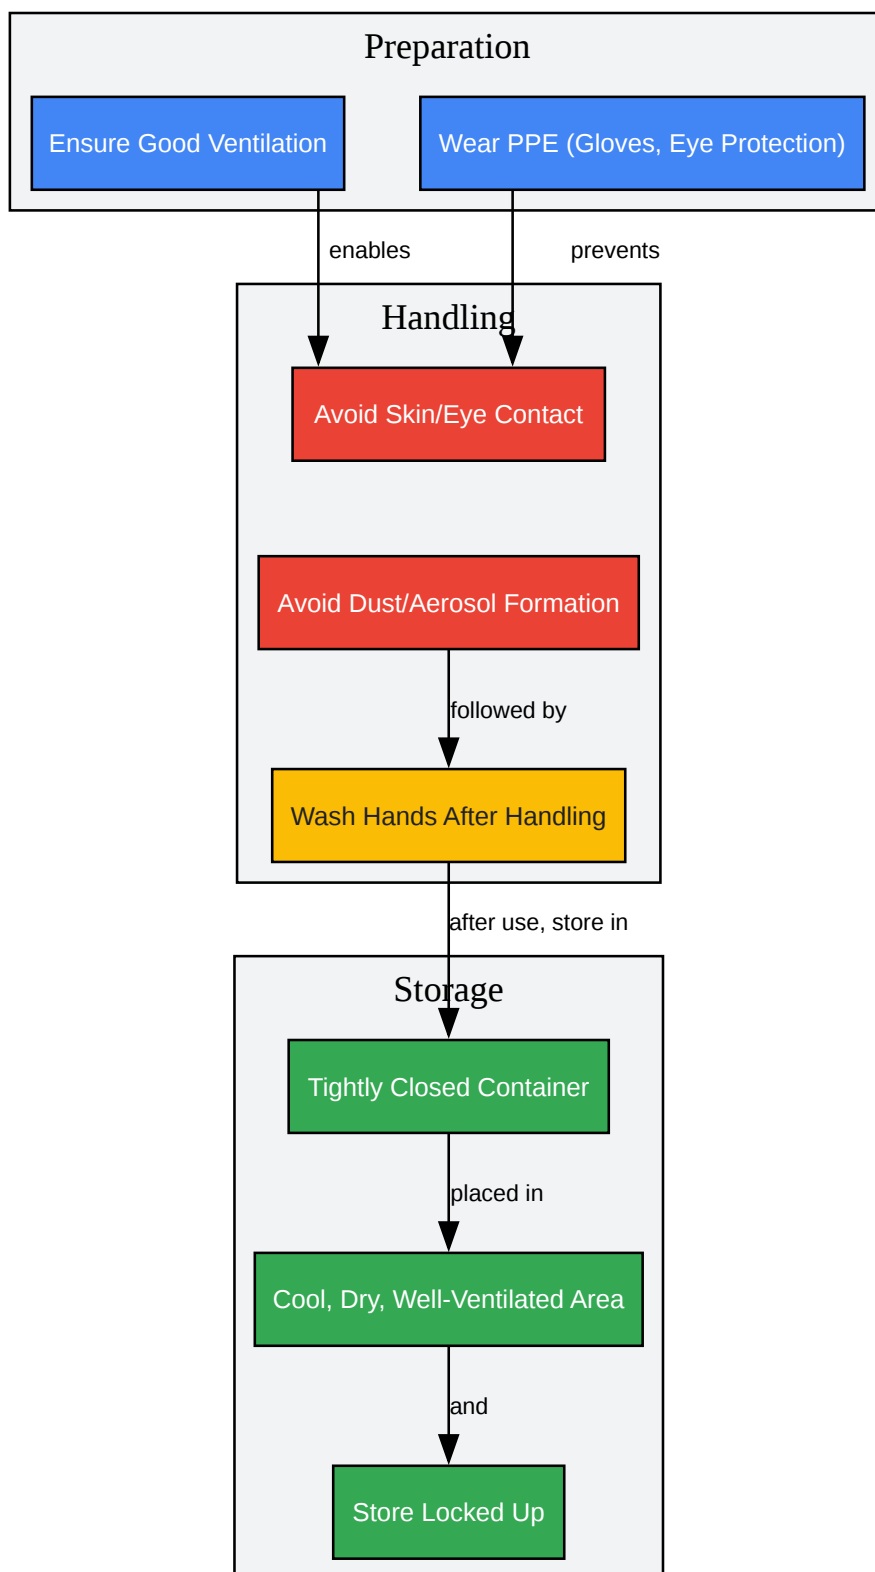 Preparation
Ensure Good Ventilation
Wear PPE (Gloves, Eye Protection)
enables
prevents
Handling
Avoid Skin/Eye Contact
Avoid Dust/Aerosol Formation
followed by
Wash Hands After Handling
after use, store in
Storage
Tightly Closed Container
placed in
Cool, Dry, Well-Ventilated Area
and
Store Locked Up